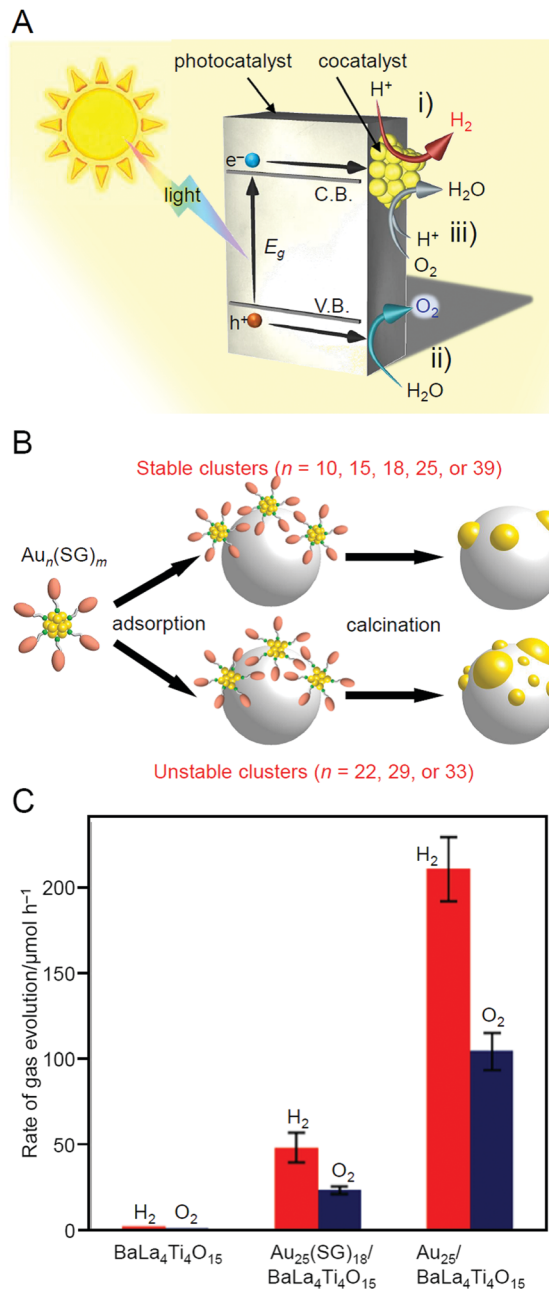 A
photocatalyst
cocatalyst
H⁺
i)
H₂
e⁻
C.B.
H₂O
light
E_g
H⁺
iii)
O₂
V.B.
O₂
h⁺
ii)
H₂O
B
Stable clusters (n = 10, 15, 18, 25, or 39)
Auₙ(SG)ₘ
adsorption
calcination
Unstable clusters (n = 22, 29, or 33)
C
Rate of gas evolution/μmol h⁻¹
200
150
100
50
0
H₂
O₂
H₂
O₂
H₂
O₂
BaLa₄Ti₄O₁₅
Au₂₅(SG)₁₈/
BaLa₄Ti₄O₁₅
Au₂₅/
BaLa₄Ti₄O₁₅